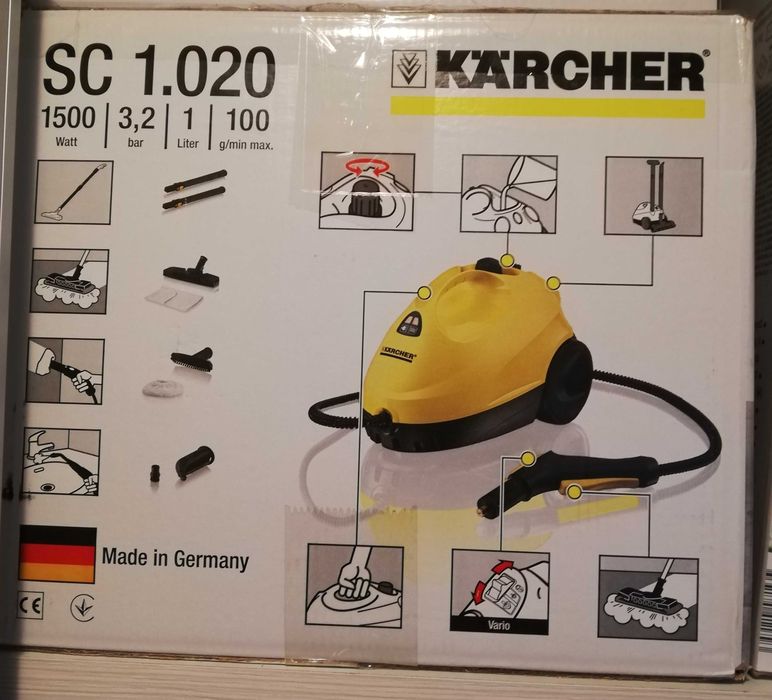 SC 1.020
1500 | 3,2 | 1 | 100
Watt bar Liter g/min max.
KÄRCHER®
KÄRCHER®
Vario
Made in Germany
CE